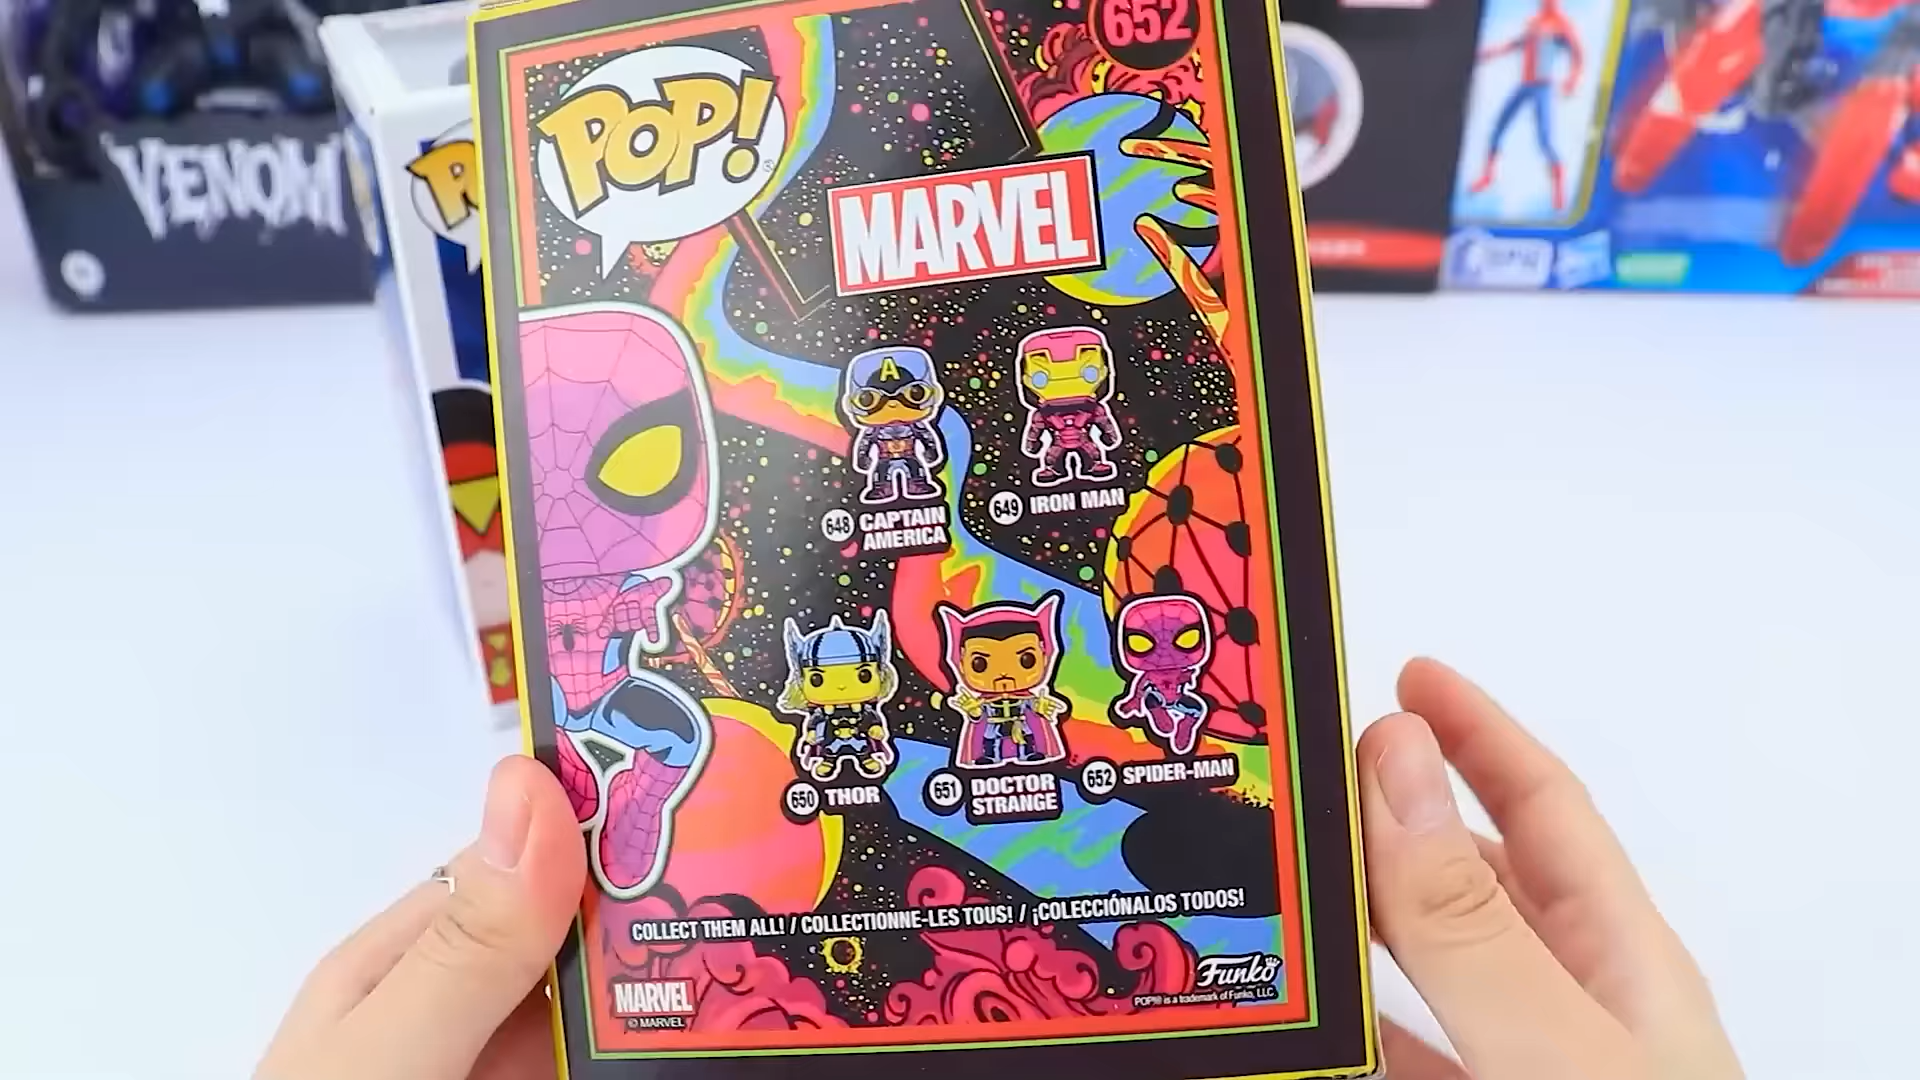 652
POP!
MARVEL
VENOM
A
648 CAPTAIN
AMERICA
649 IRON MAN
650 THOR
651 DOCTOR
STRANGE
652 SPIDER-MAN
COLLECT THEM ALL! / COLLECTIONNE-LES TOUS! / ¡COLECCIÓNALOS TODOS!
MARVEL
© MARVEL
Funko
POP!® is a trademark of Funko, LLC